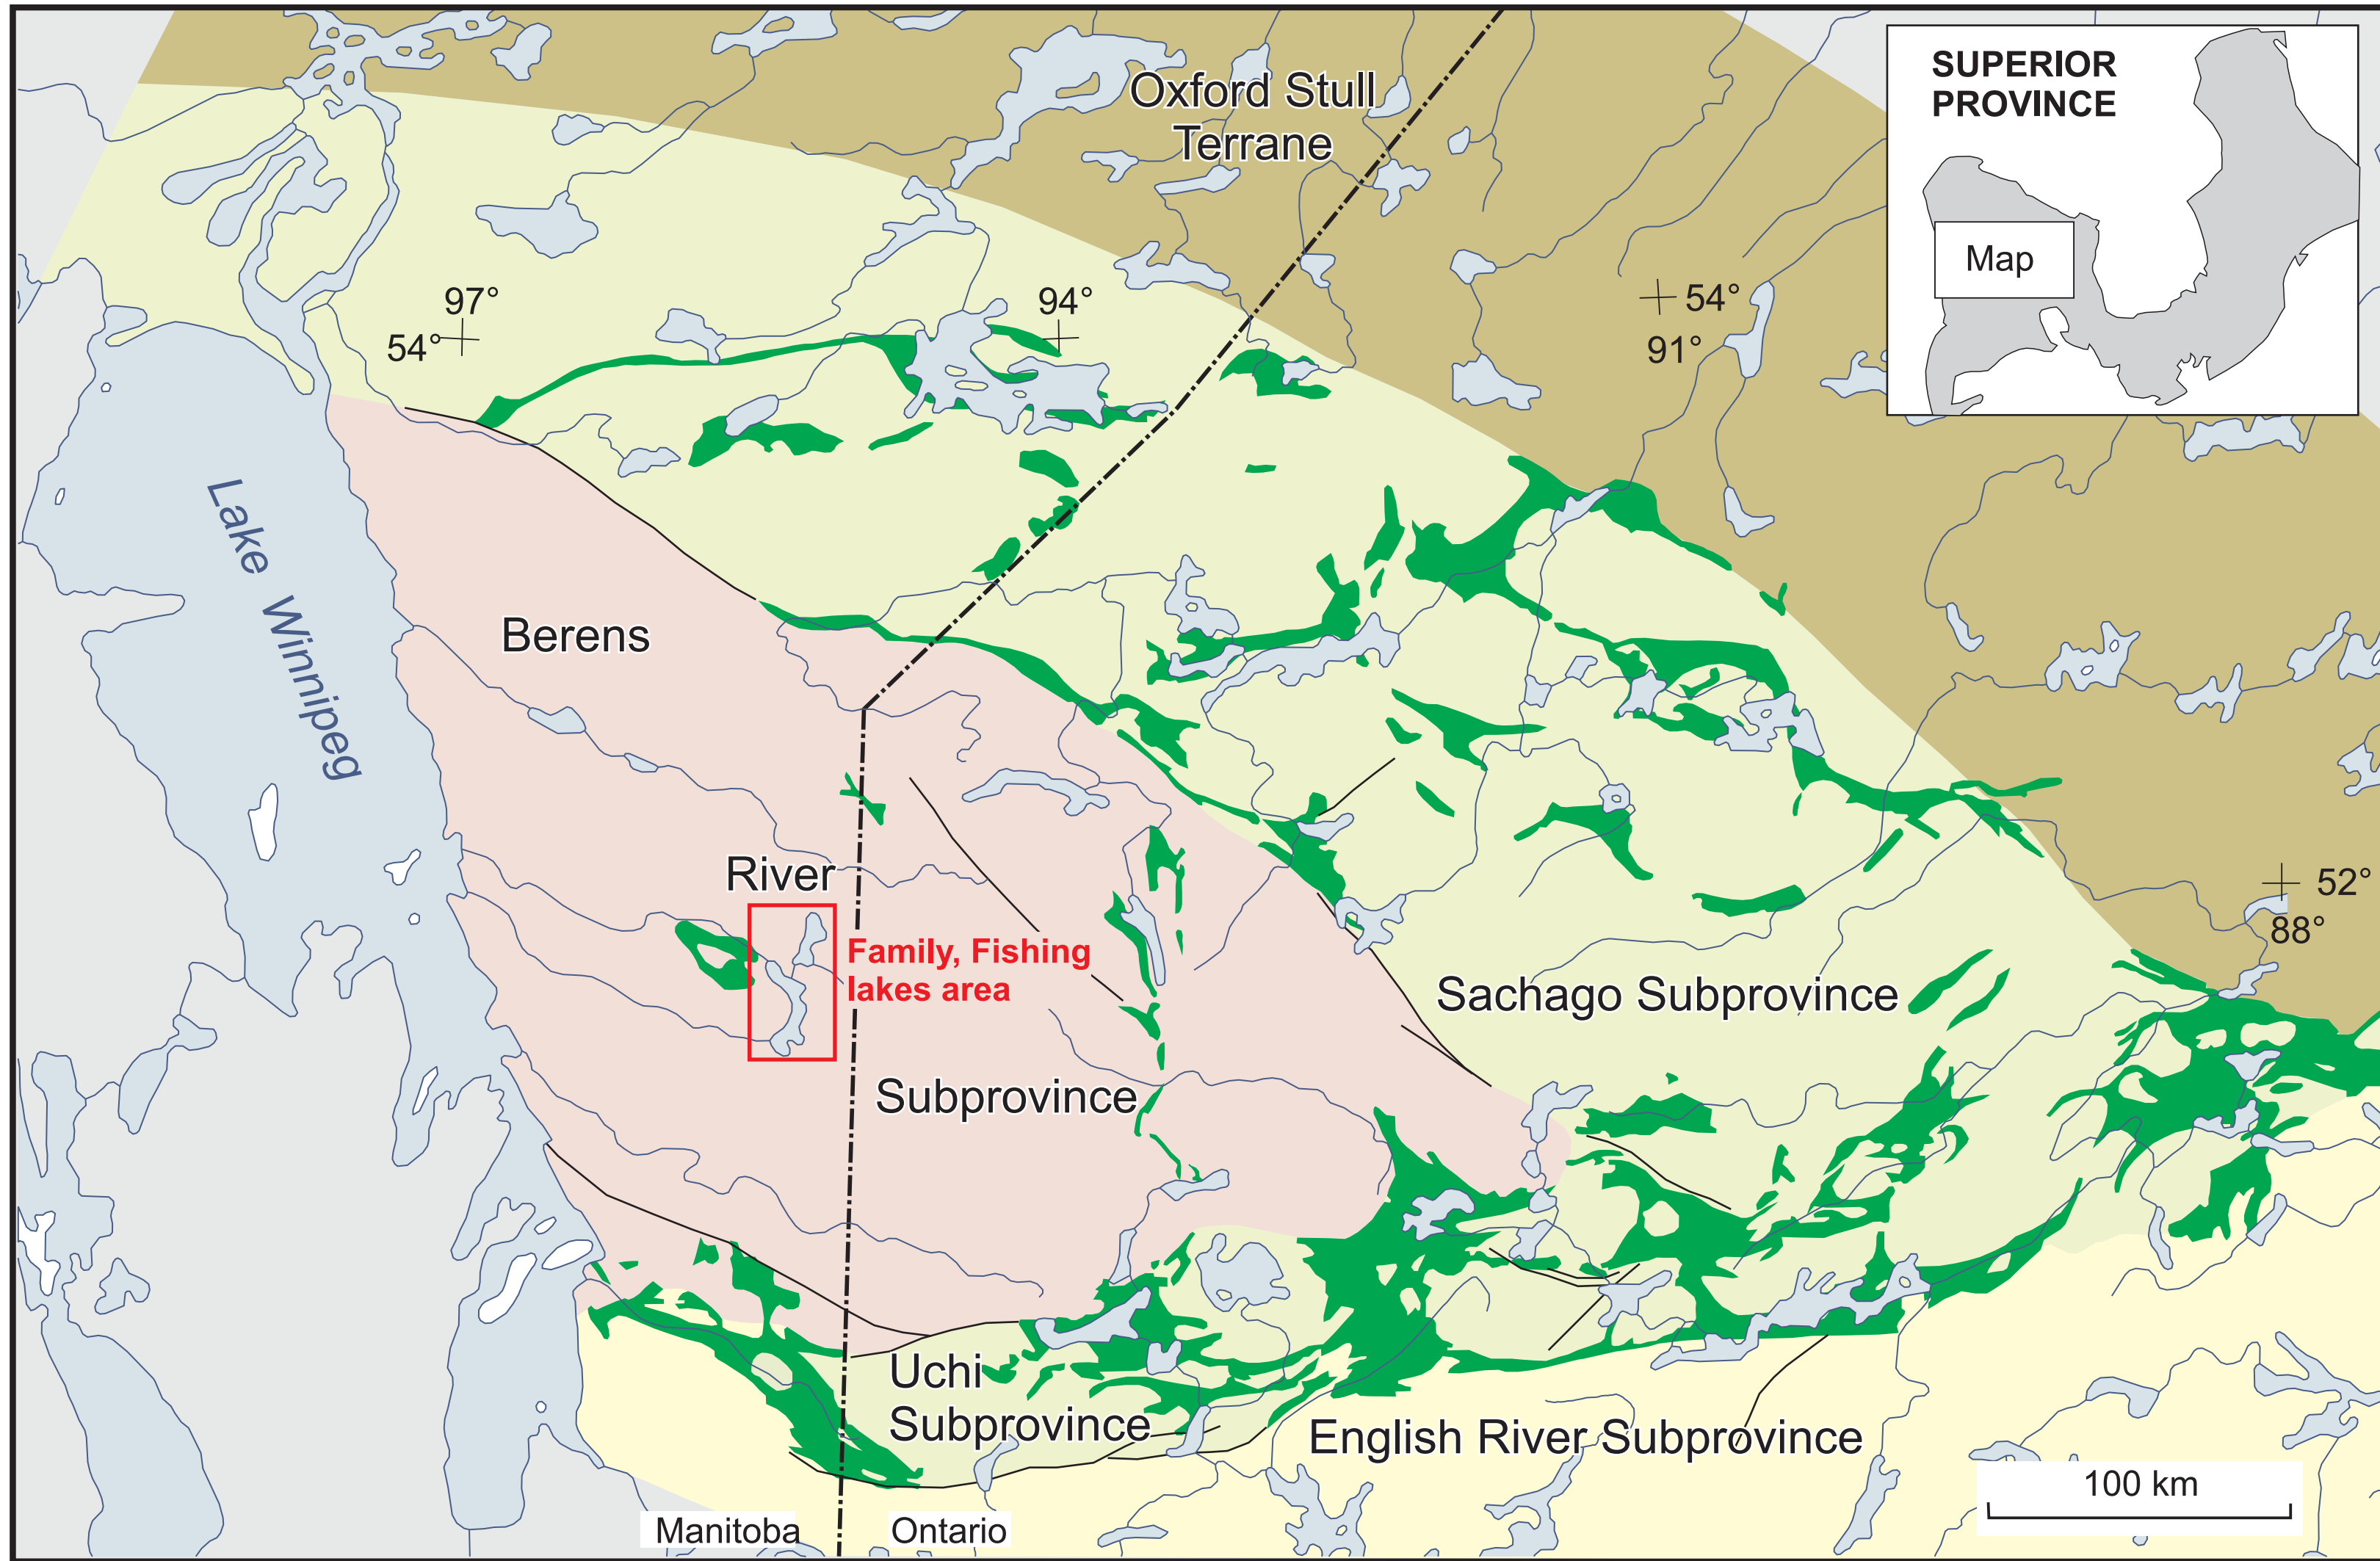 SUPERIOR
PROVINCE
Map
Oxford Stull
Terrane
97°
54°
94°
54°
91°
Lake Winnipeg
Berens
River
Family, Fishing
lakes area
Subprovince
52°
88°
Sachago Subprovince
Uchi
Subprovince
English River Subprovince
100 km
Manitoba
Ontario